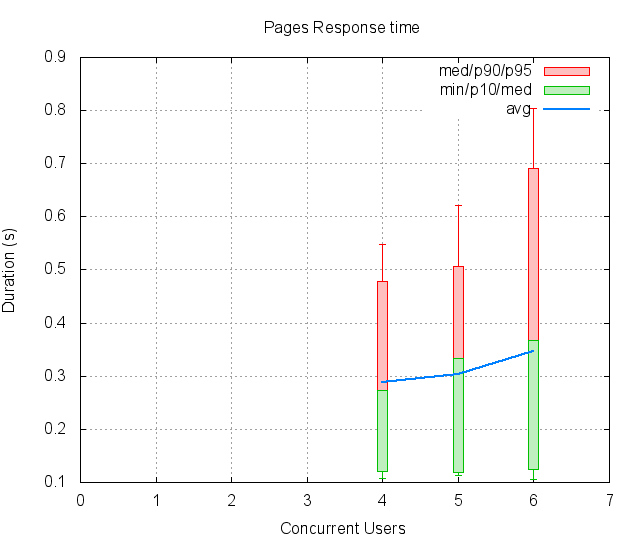 Pages Response time
0.9
0.8
0.7
0.6
0.5
0.4
0.3
0.2
0.1
0 1 2 3 4 5 6 7
Duration (s)
Concurrent Users
med/p90/p95
min/p10/med
avg